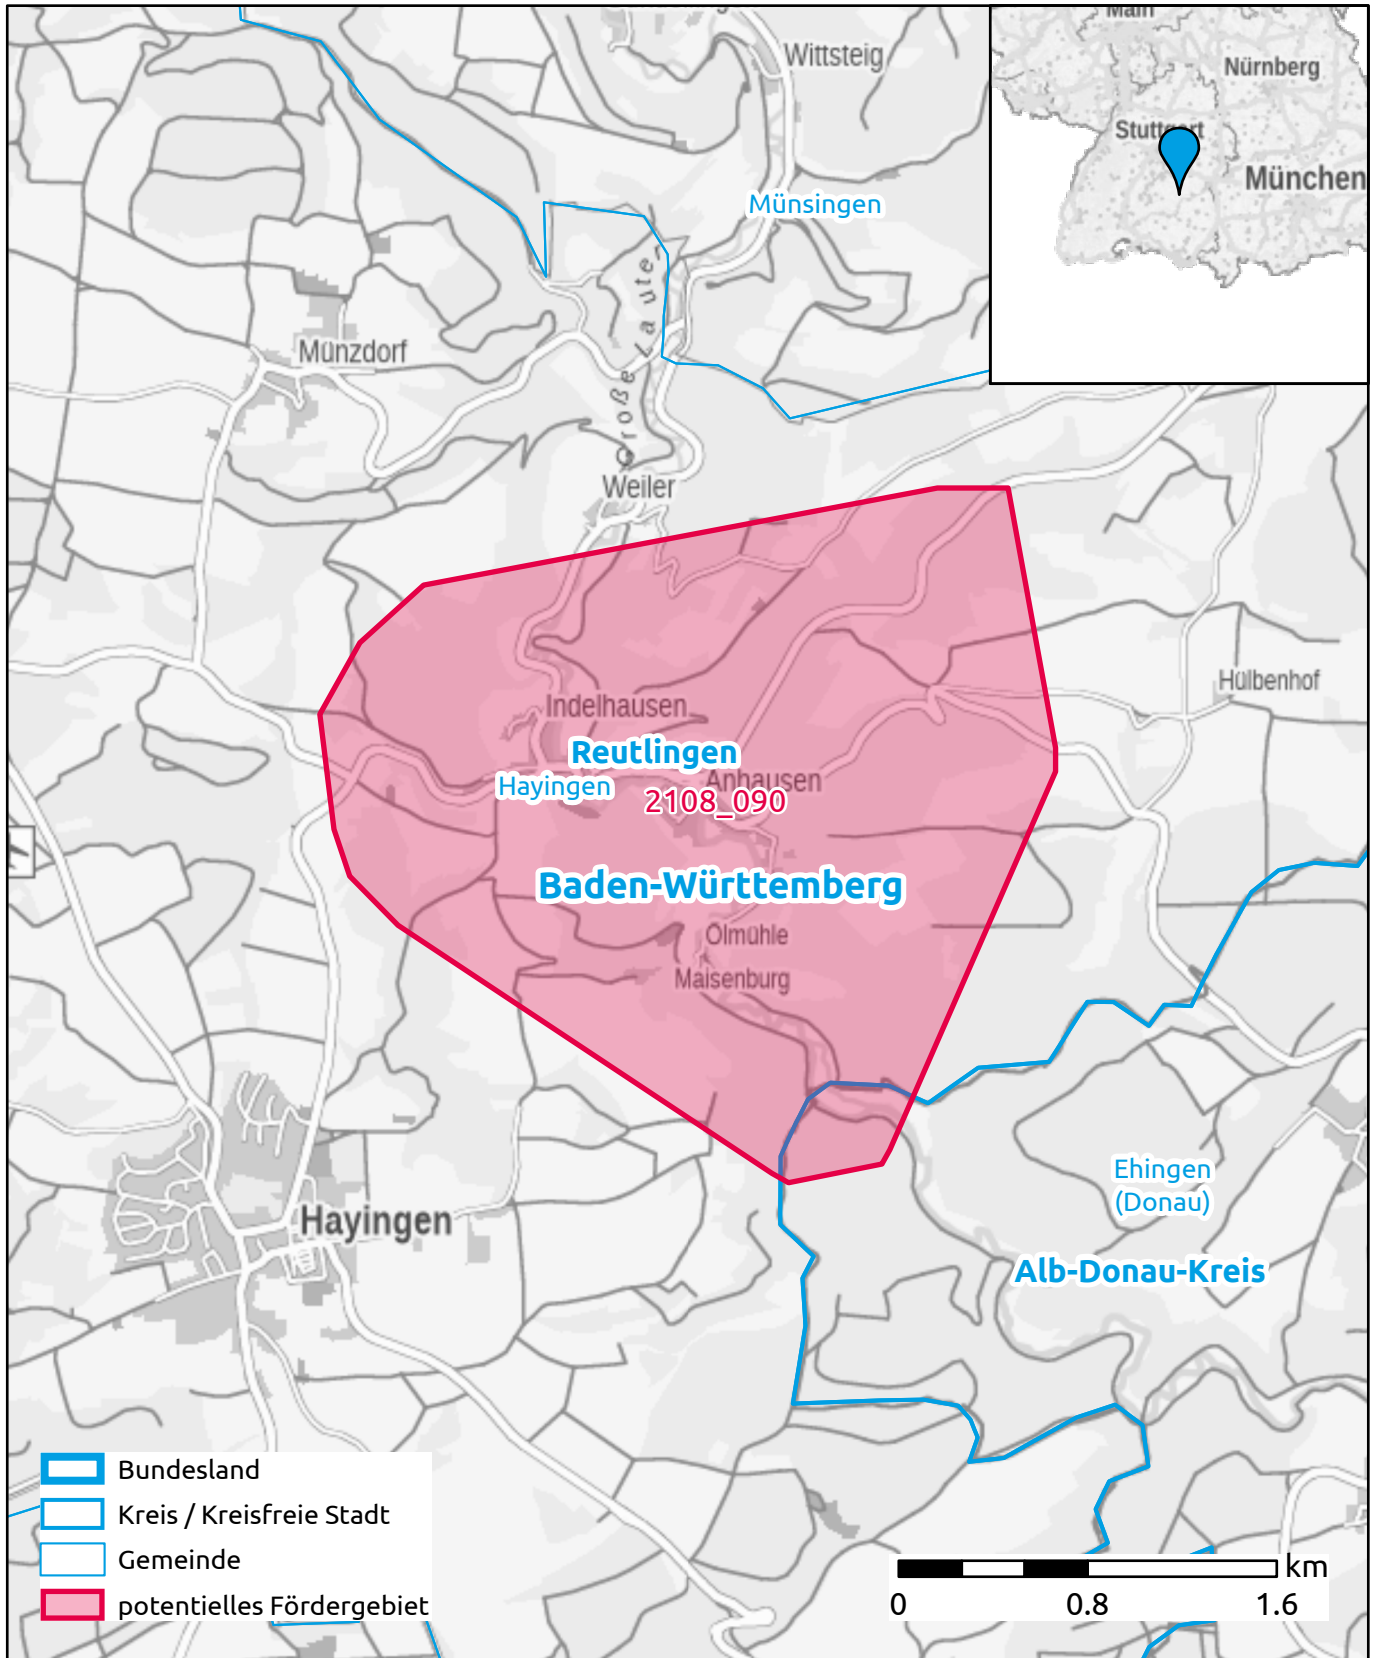 Wittsteig
Main
Nürnberg
Stuttgart
München
Münsingen
Münzdorf
Große Laute
Weiler
Hülbenhof
Indelhausen
Reutlingen
Hayingen
Anhausen
2108_090
Baden-Württemberg
Ölmühle
Maisenburg
Ehingen
(Donau)
Hayingen
Alb-Donau-Kreis
Bundesland
Kreis / Kreisfreie Stadt
Gemeinde
potentielles Fördergebiet
km
0 0.8 1.6